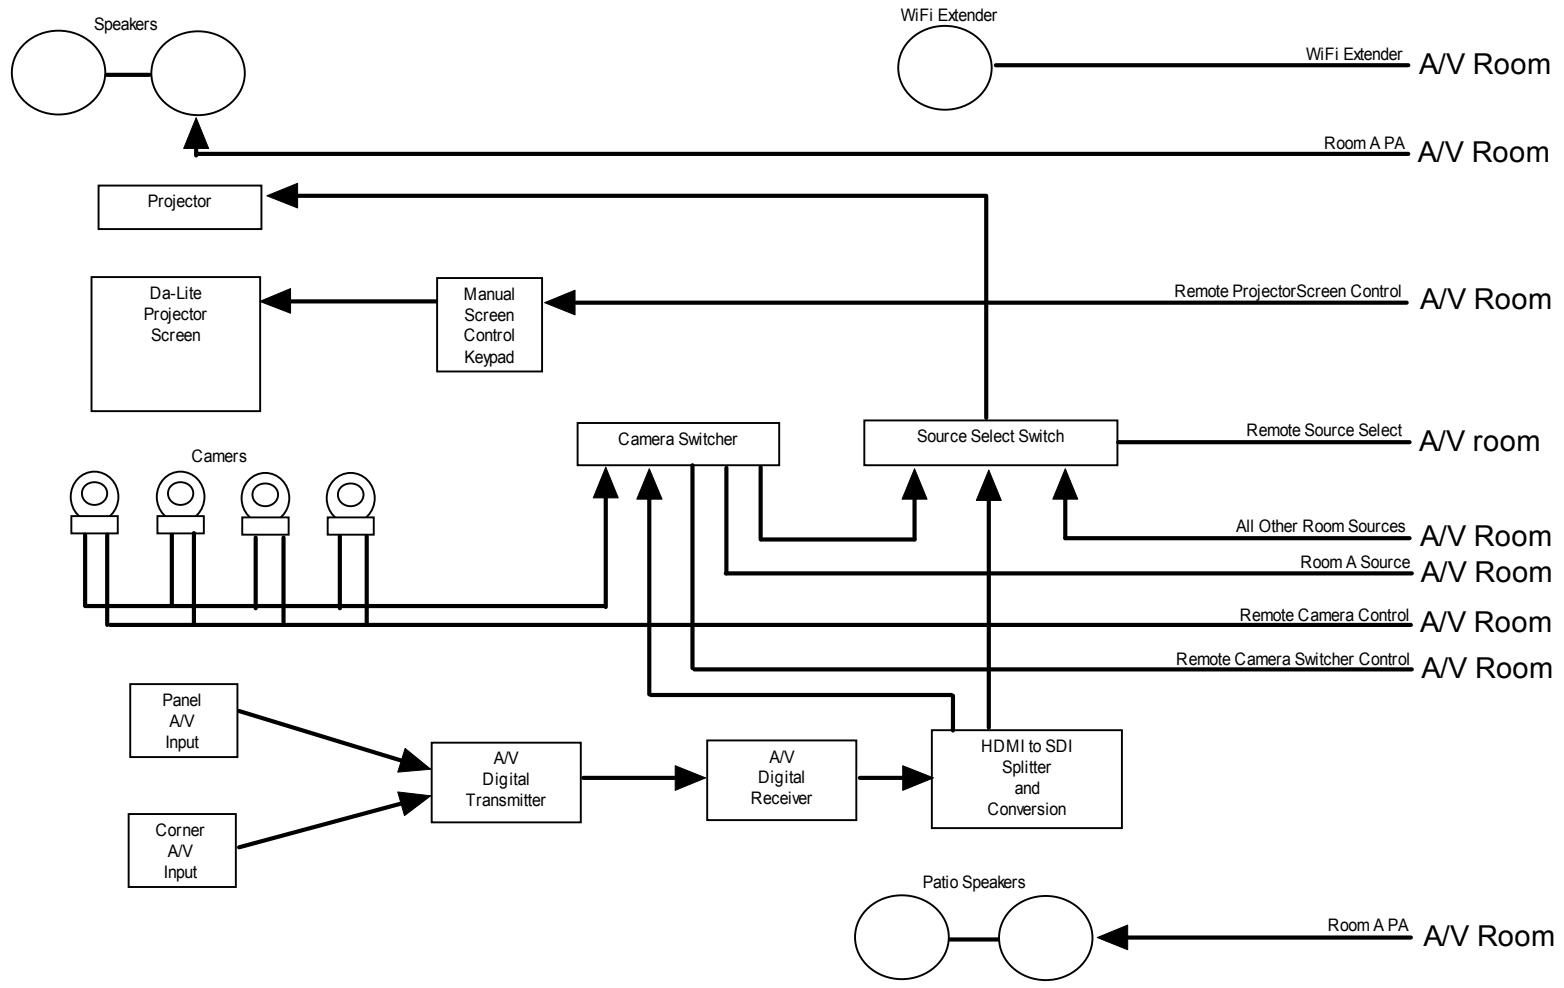 Speakers
WiFi Extender
WiFi Extender
A/V Room
Room A PA
A/V Room
Projector
Da-Lite
Projector
Screen
Manual
Screen
Control
Keypad
Remote ProjectorScreen Control
A/V Room
Camera Switcher
Source Select Switch
Remote Source Select
A/V room
Camers
All Other Room Sources
A/V Room
Room A Source
A/V Room
Remote Camera Control
A/V Room
Remote Camera Switcher Control
A/V Room
Panel
A/V
Input
A/V
Digital
Transmitter
A/V
Digital
Receiver
HDMI to SDI
Splitter
and
Conversion
Corner
A/V
Input
Patio Speakers
Room A PA
A/V Room